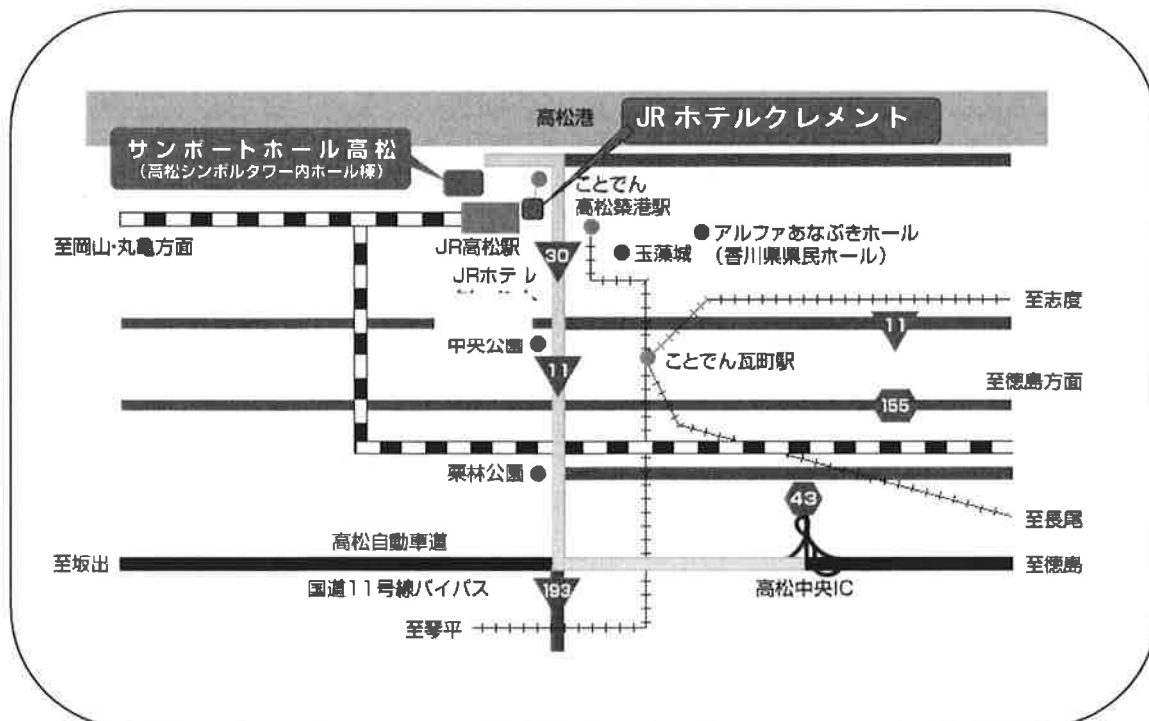 高松港
JRホテルクレメント
サンポートホール高松
(高松シンボルタワー内ホール棟)
ことでん
高松築港駅
至岡山・丸亀方面
JR高松駅
JRホテル
30
玉藻城
アルファあなぶきホール
(香川県県民ホール)
至志度
11
中央公園
11
ことでん瓦町駅
至徳島方面
155
栗林公園
43
至長尾
高松自動車道
至坂出
至徳島
国道11号線バイパス
193
高松中央IC
至琴平